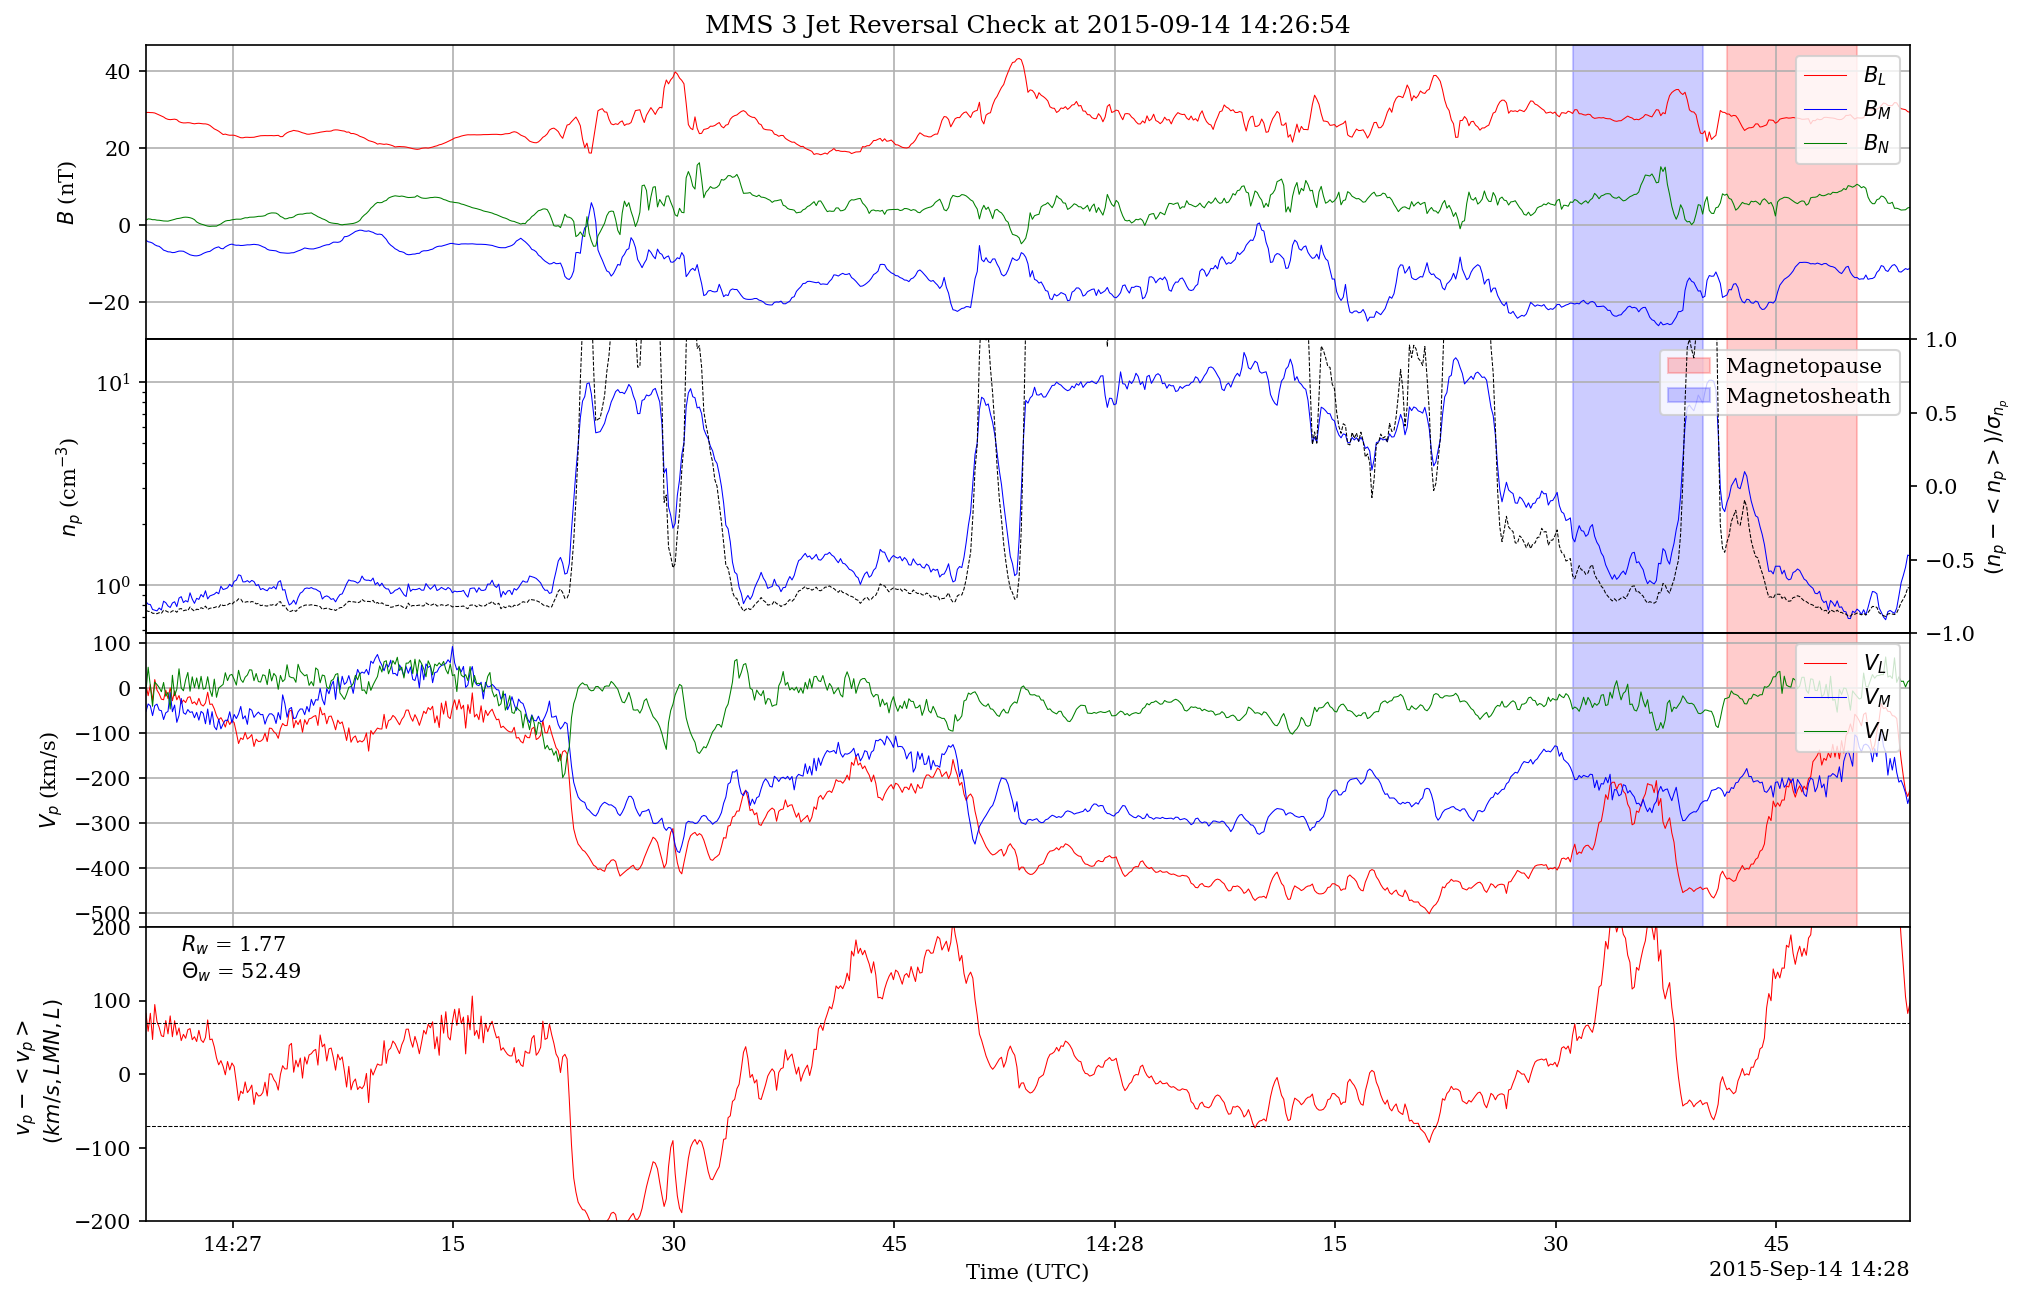 MMS 3 Jet Reversal Check at 2015-09-14 14:26:54
40
20
0
−20
B (nT)
B_L
B_M
B_N
10^1
10^0
n_p (cm^−3)
1.0
0.5
0.0
−0.5
−1.0
(n_p − < n_p >)/σ_{n_p}
Magnetopause
Magnetosheath
100
0
−100
−200
−300
−400
−500
V_p (km/s)
V_L
V_M
V_N
200
100
0
−100
−200
v_p − < v_p >
(km/s, LMN, L)
R_w = 1.77
Θ_w = 52.49
14:27 15 30 45 14:28 15 30 45
Time (UTC)
2015-Sep-14 14:28